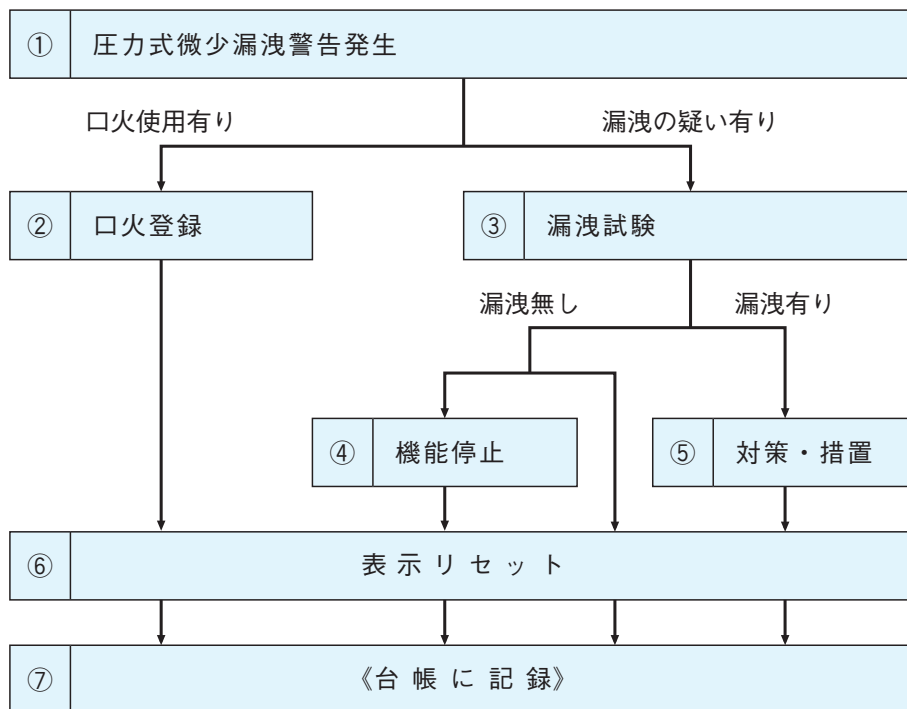 ① 圧力式微少漏洩警告発生
口火使用有り 漏洩の疑い有り
② 口火登録 ③ 漏洩試験
漏洩無し 漏洩有り
④ 機能停止 ⑤ 対策・措置
⑥ 表示リセット
⑦ 《台帳に記録》